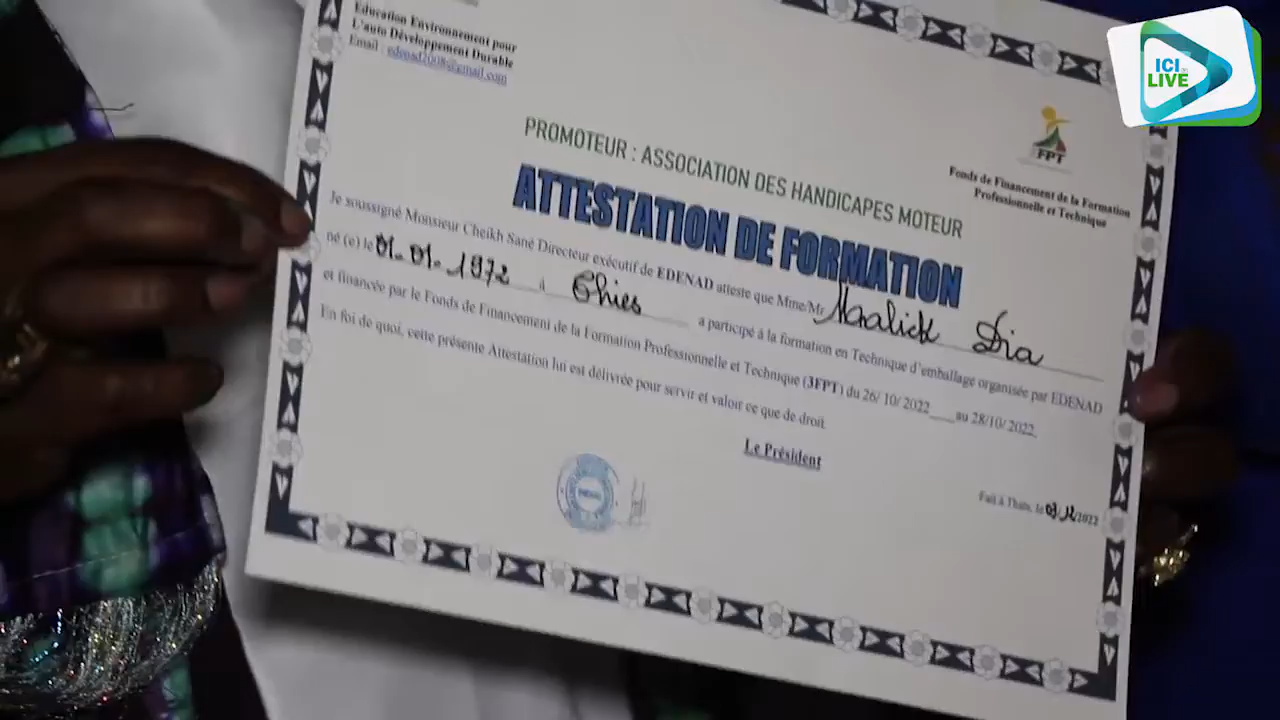 Education Environnement pour
L'auto Développement Durable
Email : edenad2008@gmail.com
ICI
LIVE
FPT
Fonds de Financement de la Formation
Professionnelle et Technique
PROMOTEUR : ASSOCIATION DES HANDICAPES MOTEUR
ATTESTATION DE FORMATION
Je soussigné Monsieur Cheikh Sané Directeur exécutif de EDENAD atteste que Mme/Mr Maalick Dia
né (e) le 01-01-1972 à Thies a participé à la formation en Technique d'emballage organisée par EDENAD
et financée par le Fonds de Financement de la Formation Professionnelle et Technique (3FPT) du 26/ 10/ 2022 au 28/10/ 2022.
En foi de quoi, cette présente Attestation lui est délivrée pour servir et valoir ce que de droit.
Le Président
Fait à Thiès, le /2022